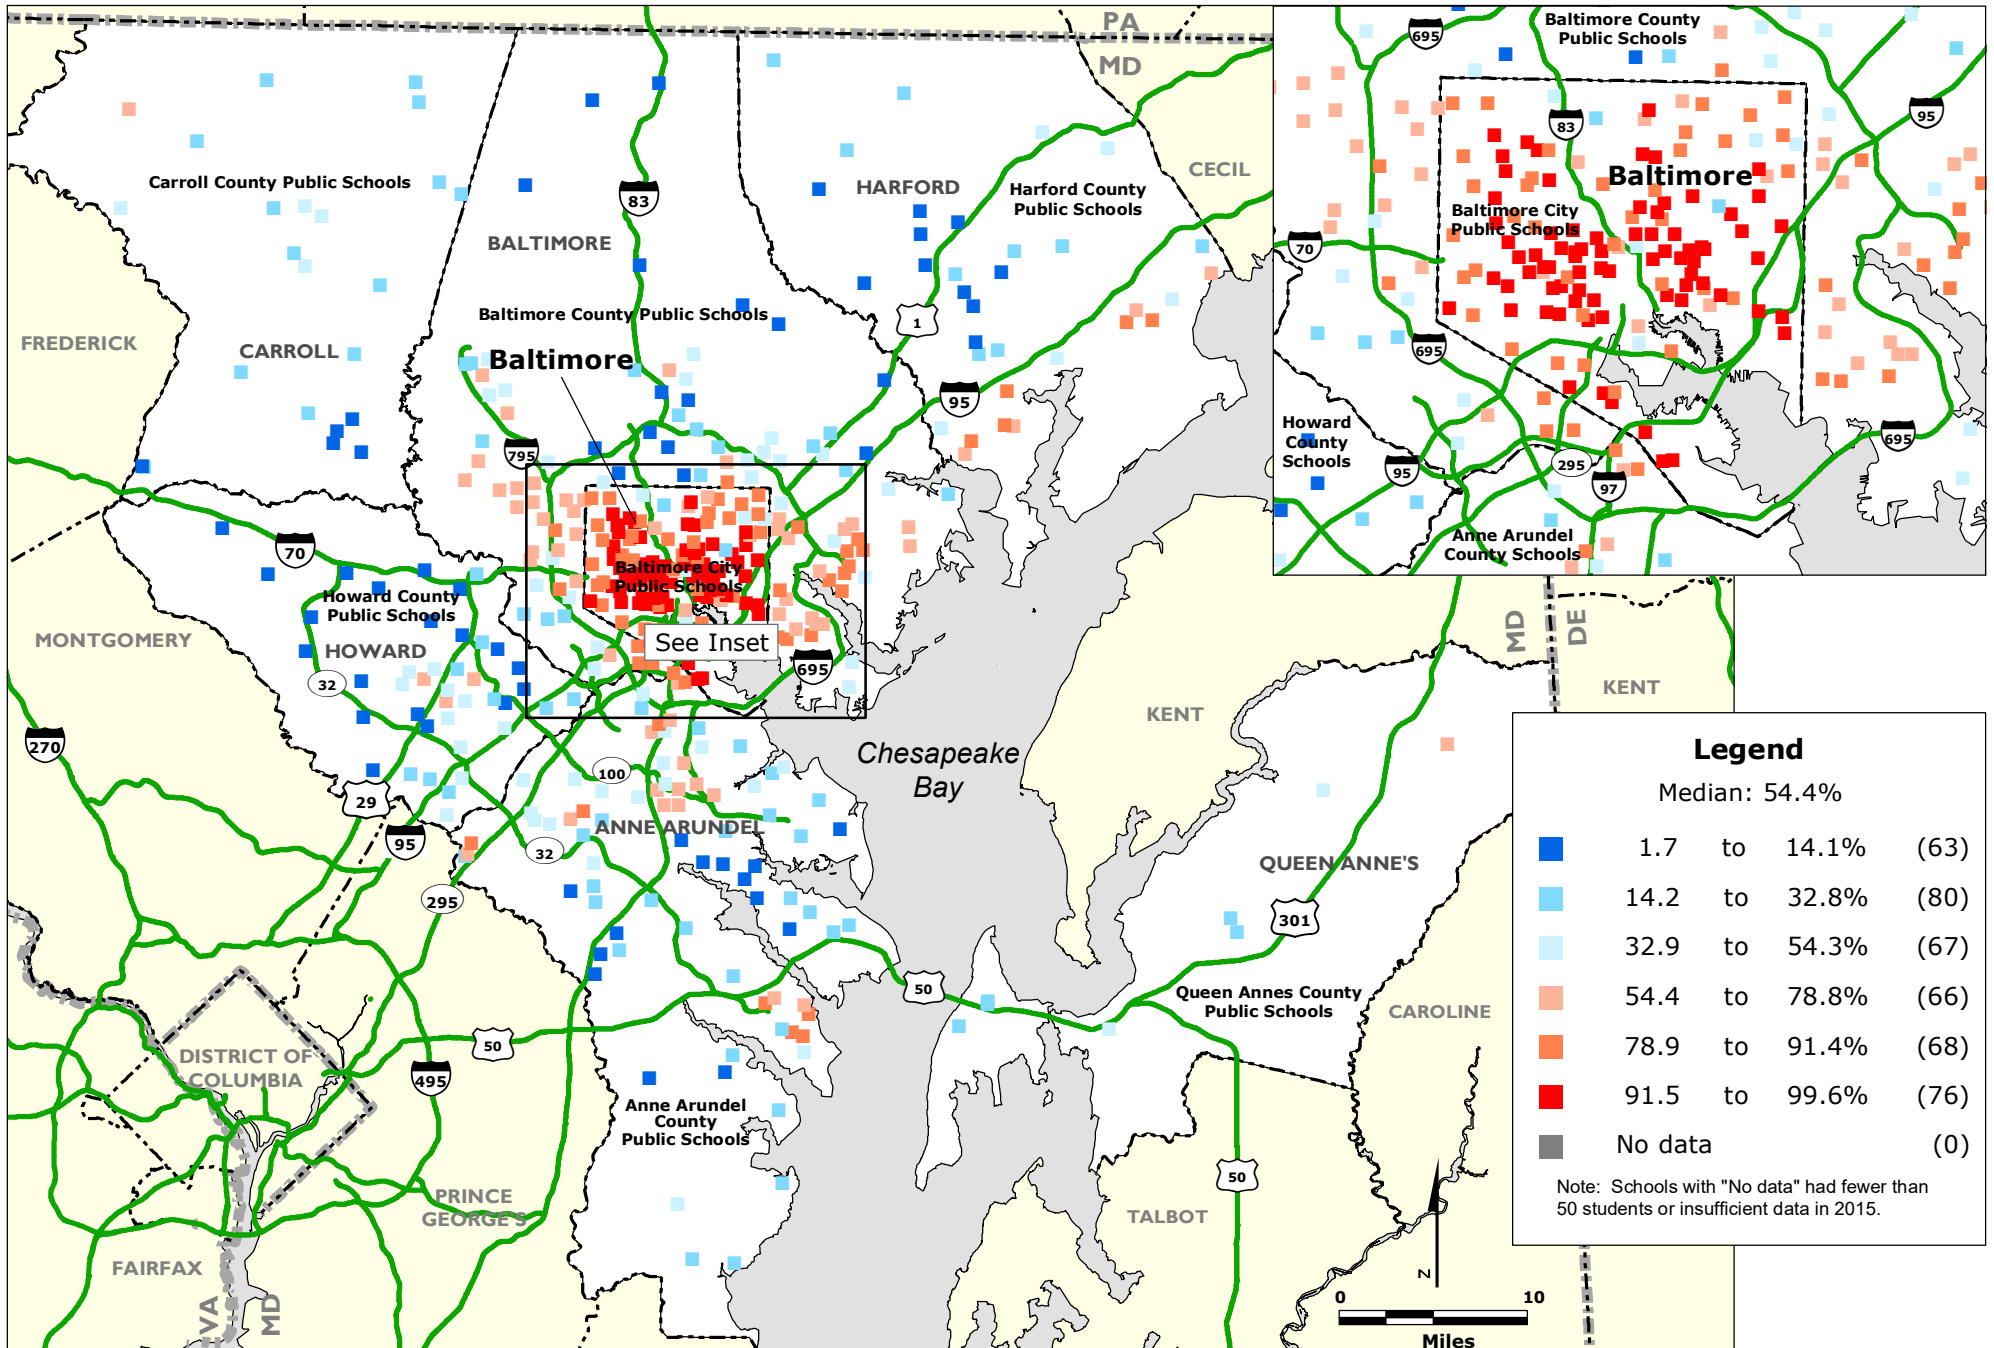 PA
MD
Carroll County Public Schools
83
HARFORD
Harford County
Public Schools
CECIL
BALTIMORE
Baltimore County Public Schools
1
FREDERICK
CARROLL
Baltimore
95
795
70
Baltimore City
Public Schools
Howard County
Public Schools
MONTGOMERY
HOWARD
See Inset
695
32
270
KENT
Chesapeake
Bay
100
29
95
32
ANNE ARUNDEL
QUEEN ANNE'S
295
301
50
Queen Annes County
Public Schools
CAROLINE
50
DISTRICT OF
COLUMBIA
495
Anne Arundel
County
Public Schools
50
PRINCE
GEORGE'S
TALBOT
FAIRFAX
VA
MD
MD
DE
KENT
695
Baltimore County
Public Schools
83
95
Baltimore
Baltimore City
Public Schools
70
695
Howard
County
Schools
95
295
97
695
Anne Arundel
County Schools
Legend
Median: 54.4%
1.7 to 14.1% (63)
14.2 to 32.8% (80)
32.9 to 54.3% (67)
54.4 to 78.8% (66)
78.9 to 91.4% (68)
91.5 to 99.6% (76)
No data (0)
Note: Schools with "No data" had fewer than
50 students or insufficient data in 2015.
N
0 10
Miles